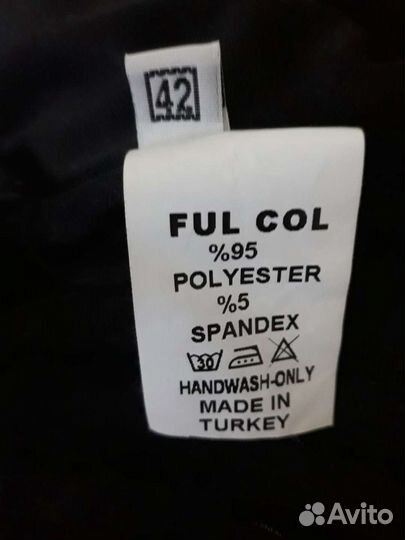 42
FUL COL
%95
POLYESTER
%5
SPANDEX
30
HANDWASH-ONLY
MADE IN
TURKEY
Avito